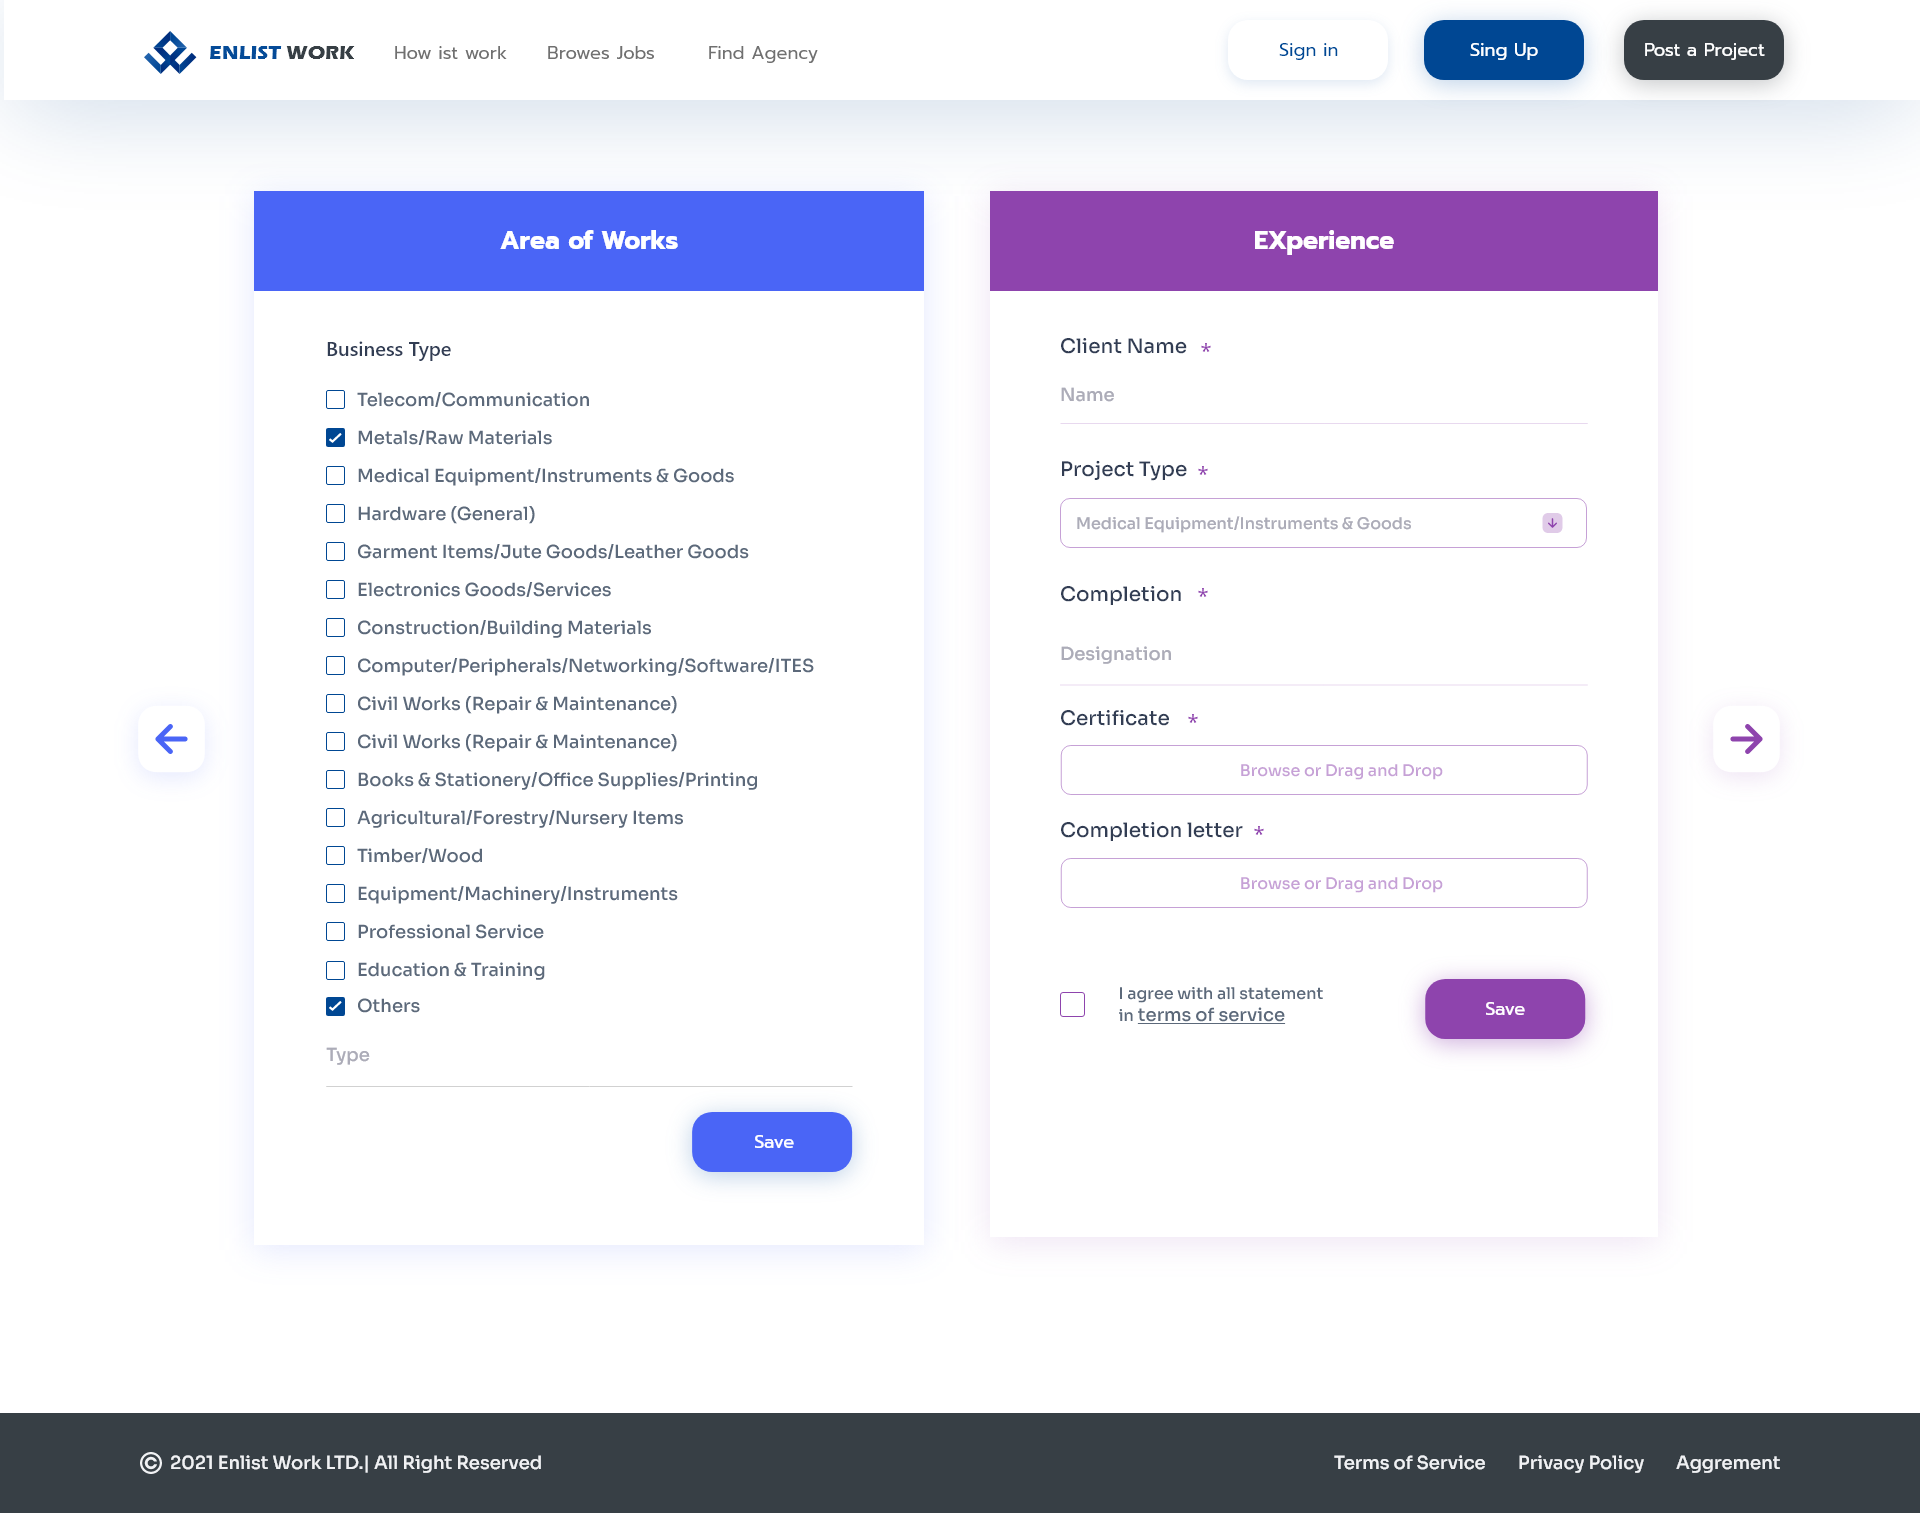 ENLIST WORK How ist work Browes Jobs Find Agency Sign in Sing Up Post a Project
Area of Works
Business Type
Telecom/Communication
Metals/Raw Materials
Medical Equipment/Instruments & Goods
Hardware (General)
Garment Items/Jute Goods/Leather Goods
Electronics Goods/Services
Construction/Building Materials
Computer/Peripherals/Networking/Software/ITES
Civil Works (Repair & Maintenance)
Civil Works (Repair & Maintenance)
Books & Stationery/Office Supplies/Printing
Agricultural/Forestry/Nursery Items
Timber/Wood
Equipment/Machinery/Instruments
Professional Service
Education & Training
Others
Type
Save
EXperience
Client Name *
Name
Project Type *
Medical Equipment/Instruments & Goods
Completion *
Designation
Certificate *
Browse or Drag and Drop
Completion letter *
Browse or Drag and Drop
I agree with all statement
in terms of service
Save
© 2021 Enlist Work LTD.| All Right Reserved
Terms of Service Privacy Policy Aggrement